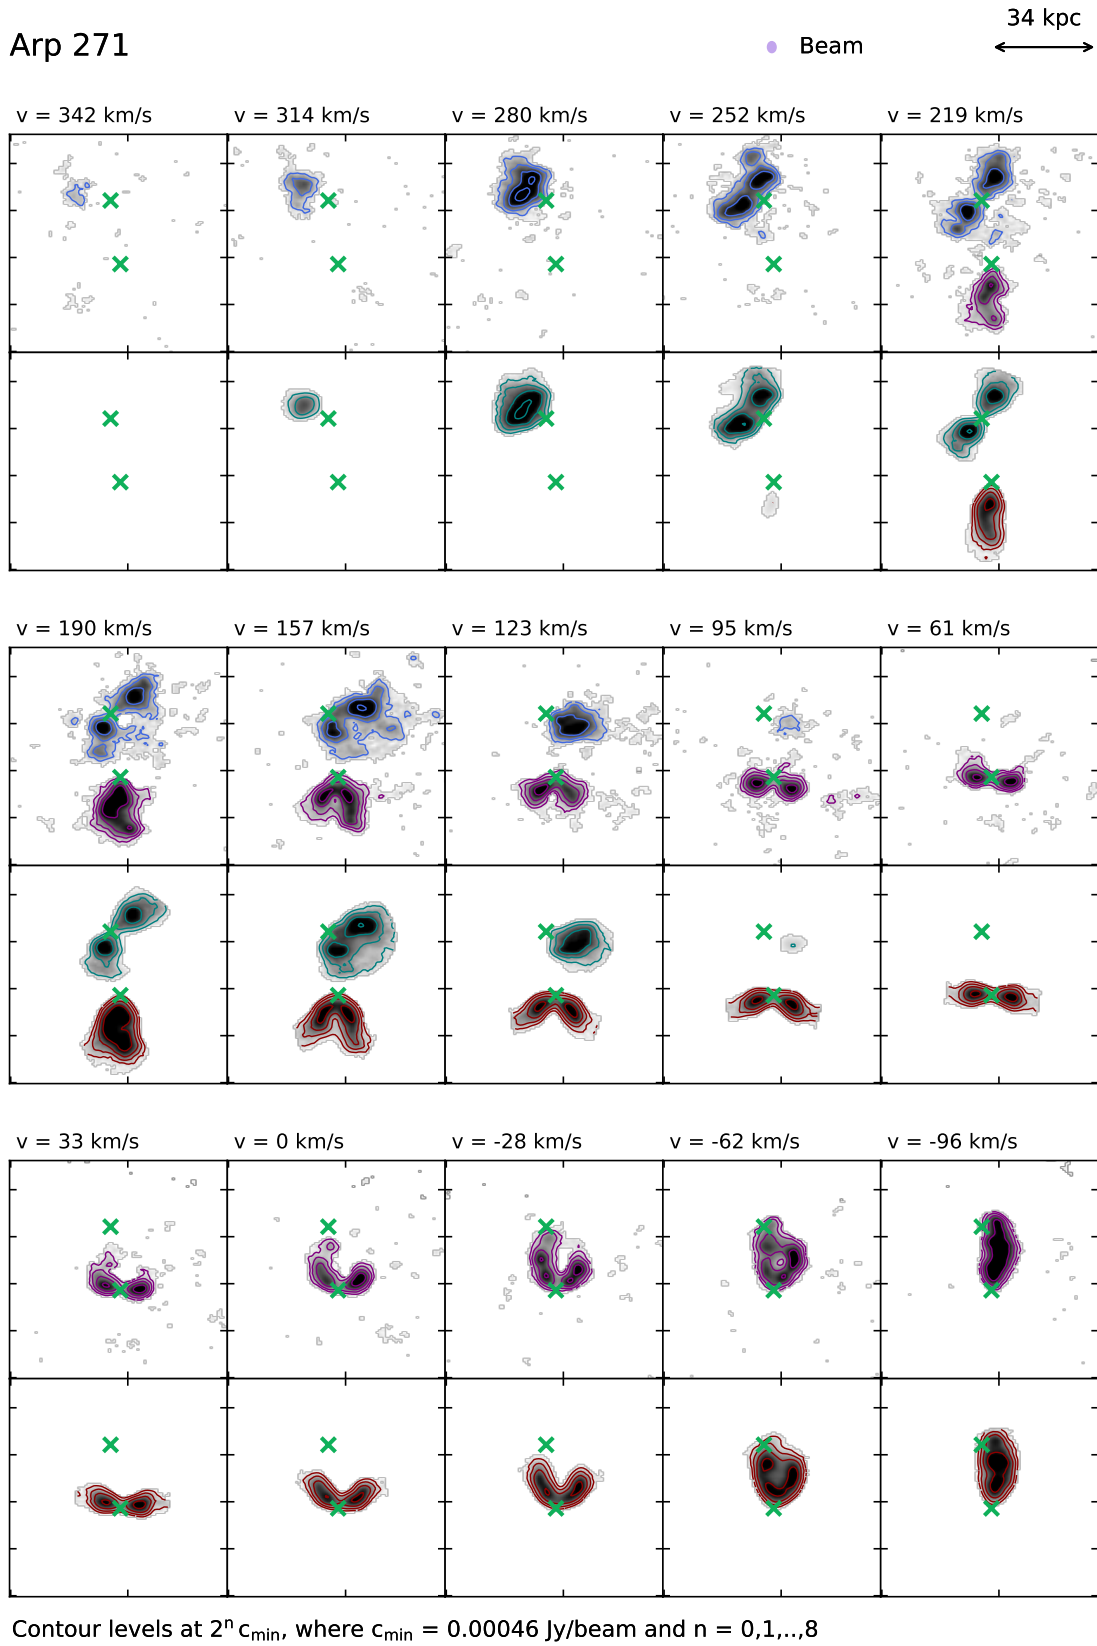 34 kpc
Arp 271
Beam
v = 342 km/s
v = 314 km/s
v = 280 km/s
v = 252 km/s
v = 219 km/s
v = 190 km/s
v = 157 km/s
v = 123 km/s
v = 95 km/s
v = 61 km/s
v = 33 km/s
v = 0 km/s
v = -28 km/s
v = -62 km/s
v = -96 km/s
Contour levels at 2ⁿ c_min, where c_min = 0.00046 Jy/beam and n = 0,1,..,8